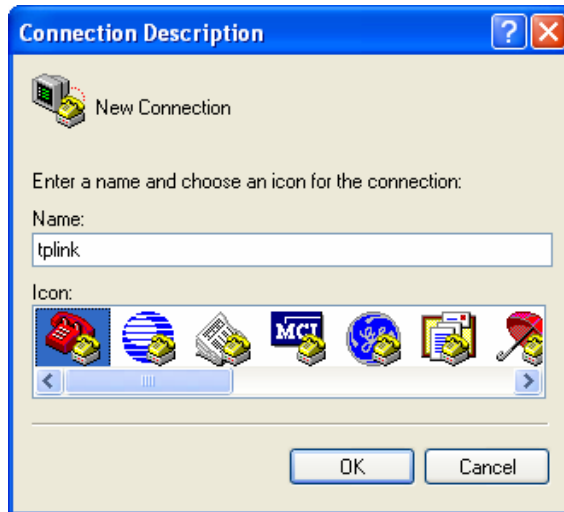 Connection Description
New Connection
Enter a name and choose an icon for the connection:
Name:
tplink
Icon:
MCI
OK
Cancel